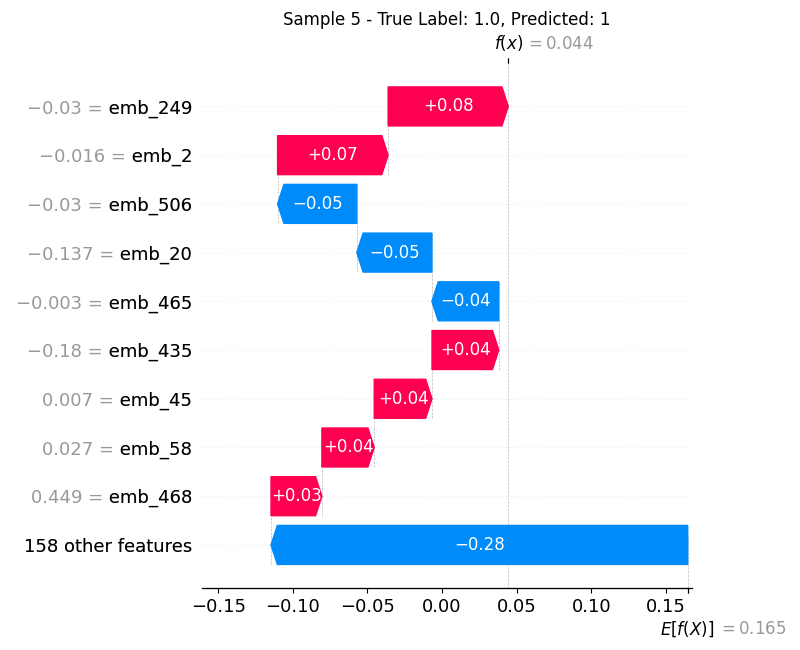 Sample 5 - True Label: 1.0, Predicted: 1
f(x) = 0.044
−0.03 = emb_249 +0.08
−0.016 = emb_2 +0.07
−0.03 = emb_506 −0.05
−0.137 = emb_20 −0.05
−0.003 = emb_465 −0.04
−0.18 = emb_435 +0.04
0.007 = emb_45 +0.04
0.027 = emb_58 +0.04
0.449 = emb_468 +0.03
158 other features −0.28
−0.15 −0.10 −0.05 0.00 0.05 0.10 0.15
E[f(X)] = 0.165